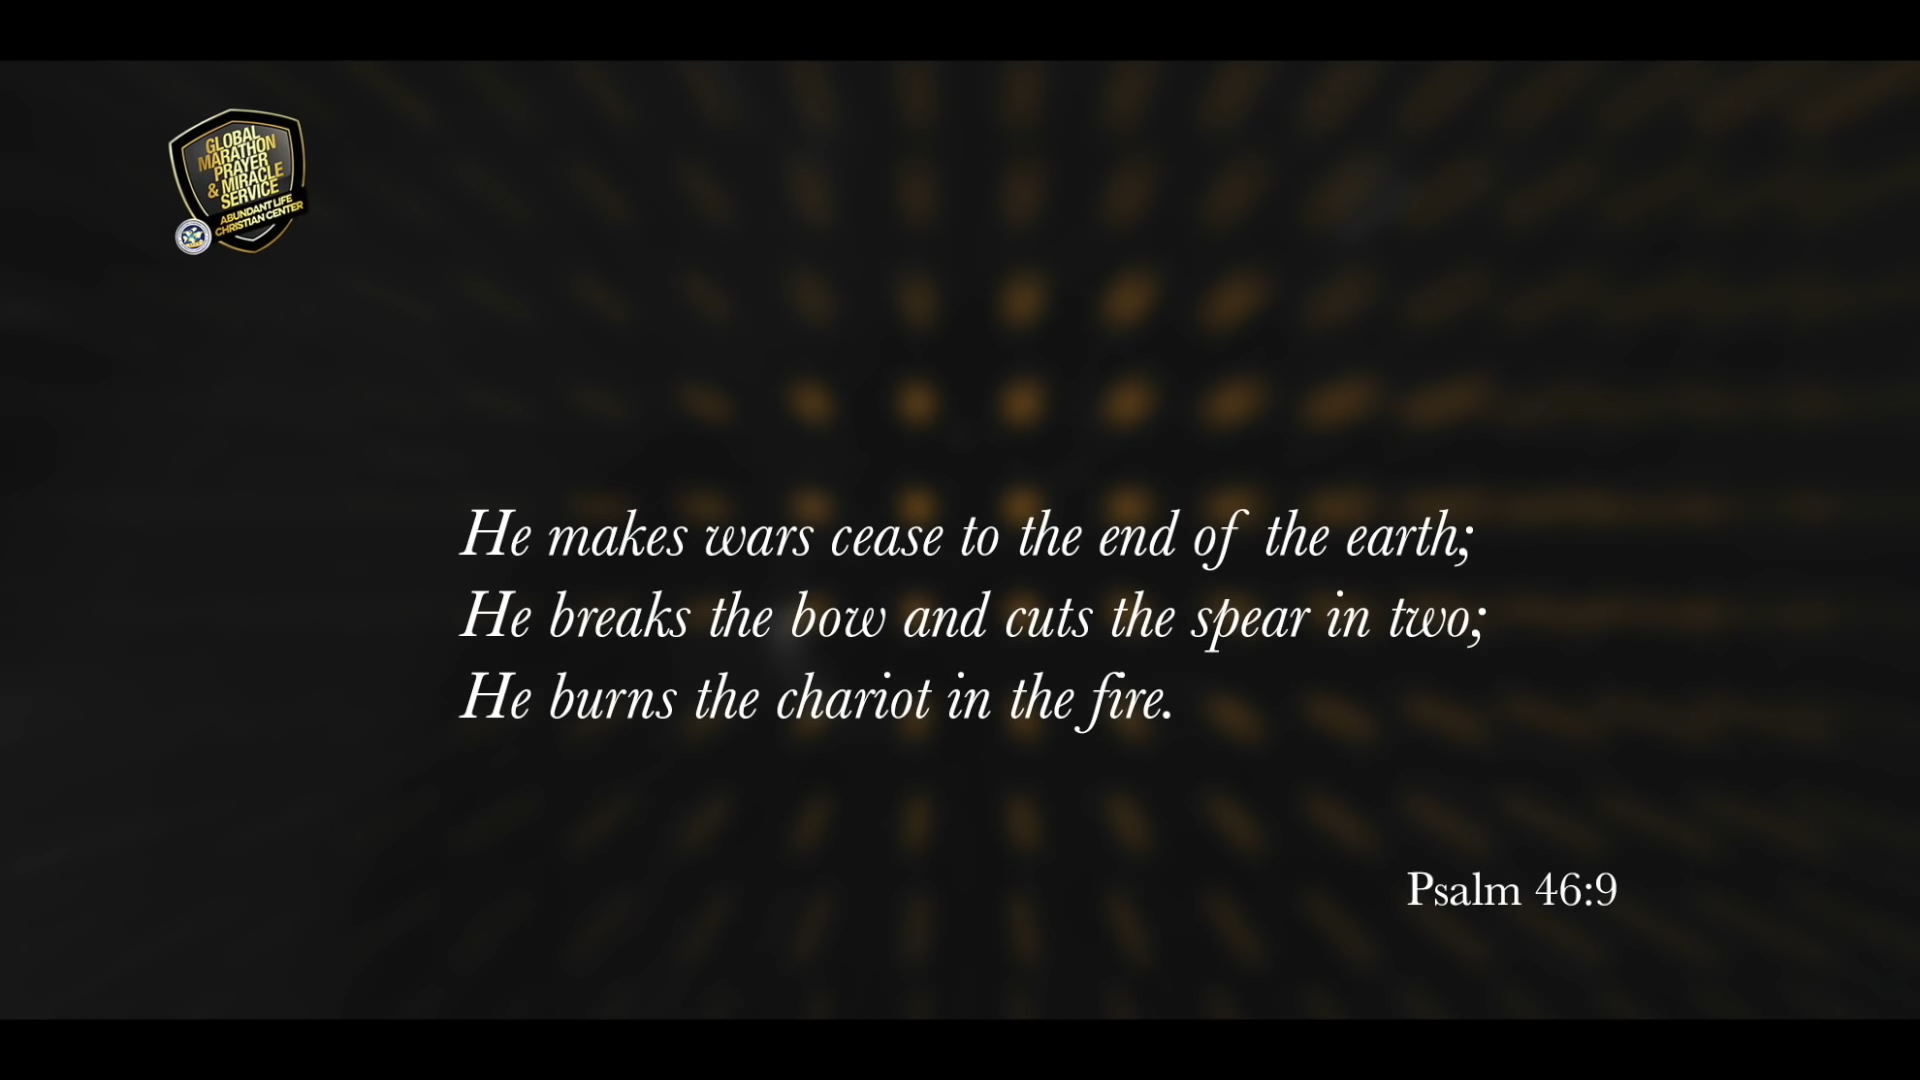 GLOBAL
MARATHON
PRAYER
& MIRACLE
SERVICE
ABUNDANT LIFE
CHRISTIAN CENTER
He makes wars cease to the end of the earth;
He breaks the bow and cuts the spear in two;
He burns the chariot in the fire.
Psalm 46:9